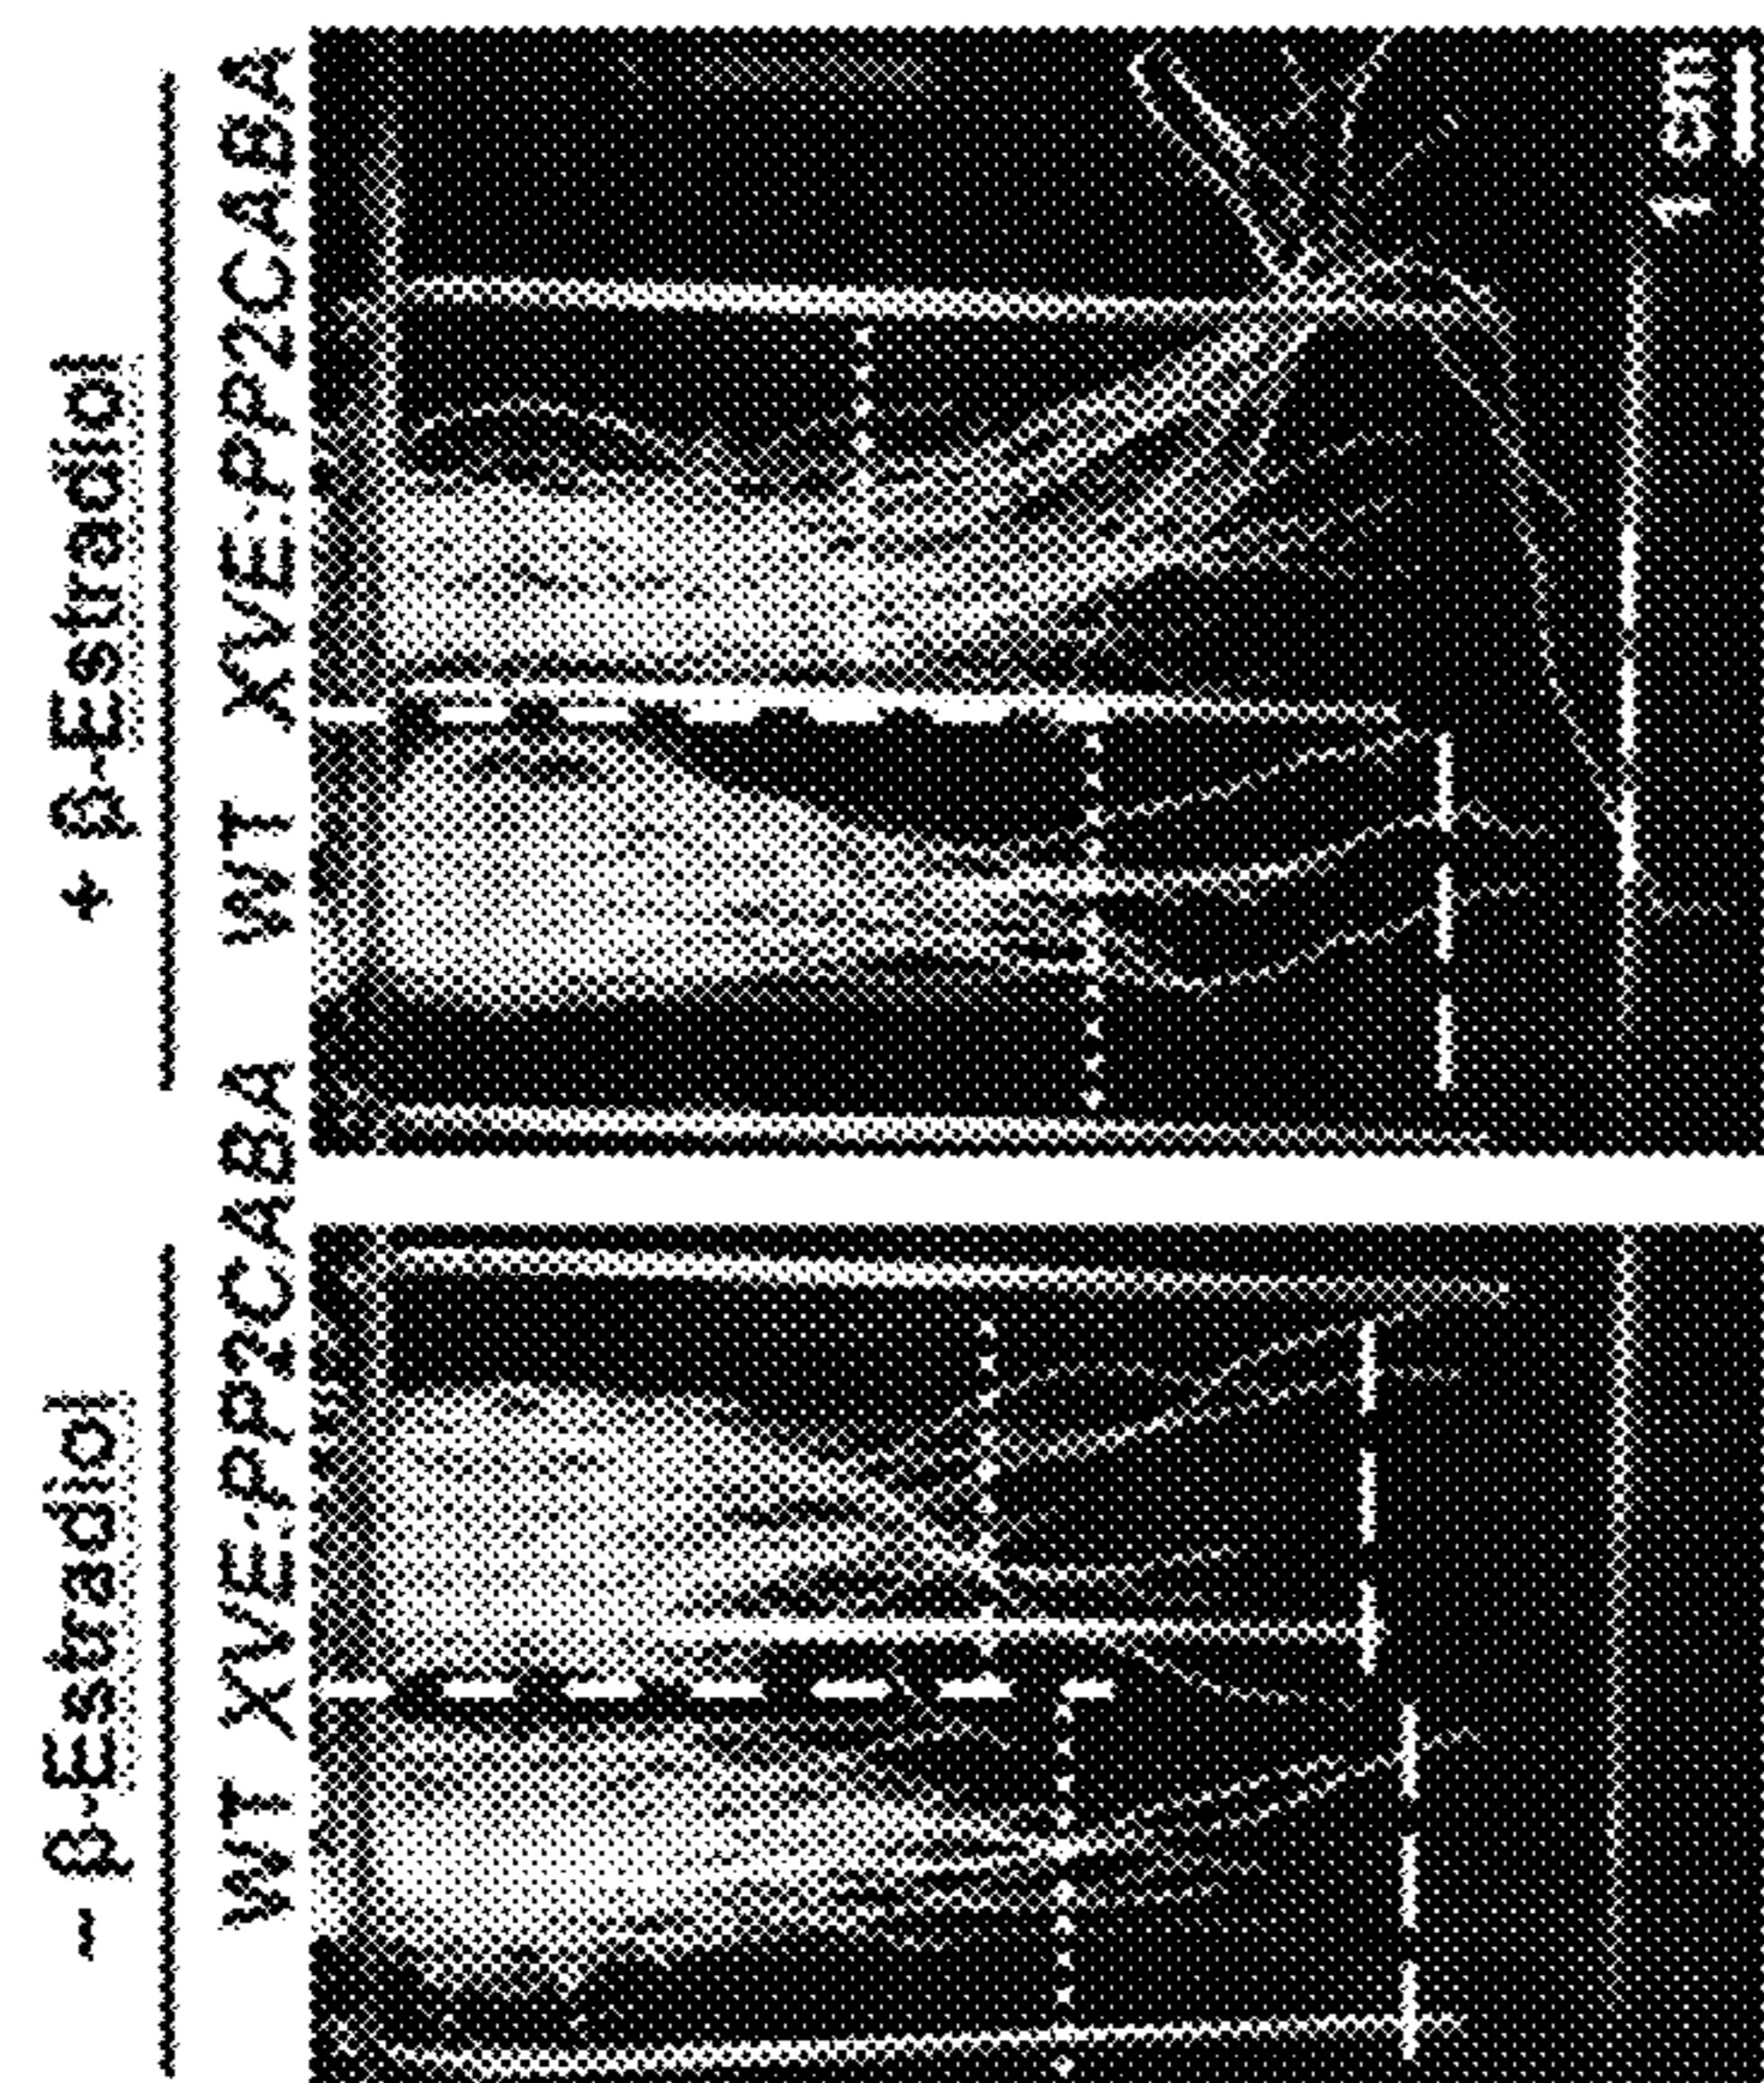 - β-Estradiol
+ β-Estradiol
WT XVE:PP2CABA
WT XVE:PP2CABA
1 cm